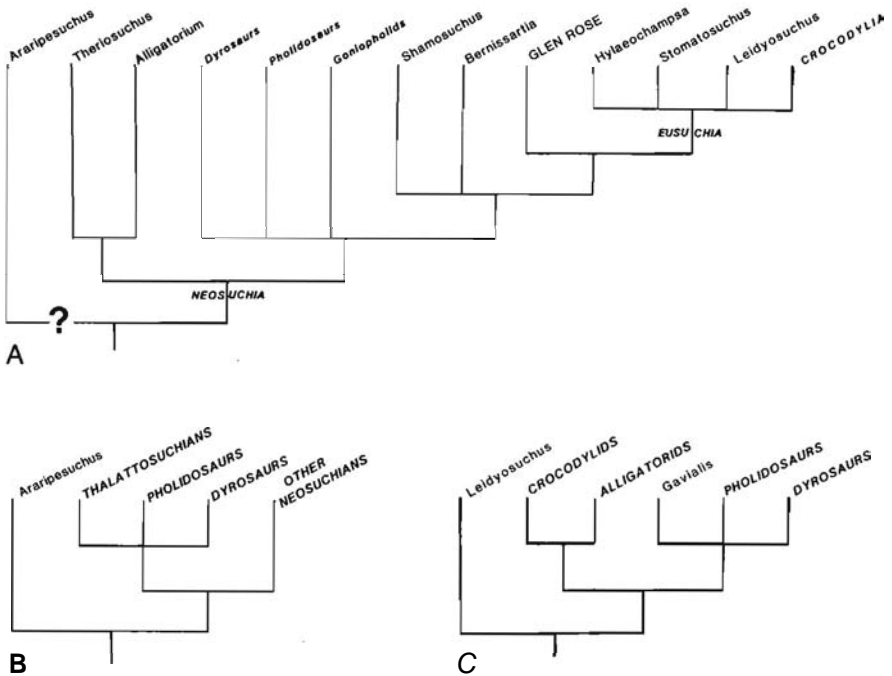 Araripesuchus
Theriosuchus
Alligatorium
Dyrosaurs
Pholidosaurs
Goniopholids
Shamosuchus
Bernissartia
GLEN ROSE
Hylaeochampsa
Stomatosuchus
Leidyosuchus
CROCODYLIA
EUSUCHIA
NEOSUCHIA
?
A
Araripesuchus
THALATTOSUCHIANS
PHOLIDOSAURS
DYROSAURS
OTHER
NEOSUCHIANS
B
Leidyosuchus
CROCODYLIDS
ALLIGATORIDS
Gavialis
PHOLIDOSAURS
DYROSAURS
C